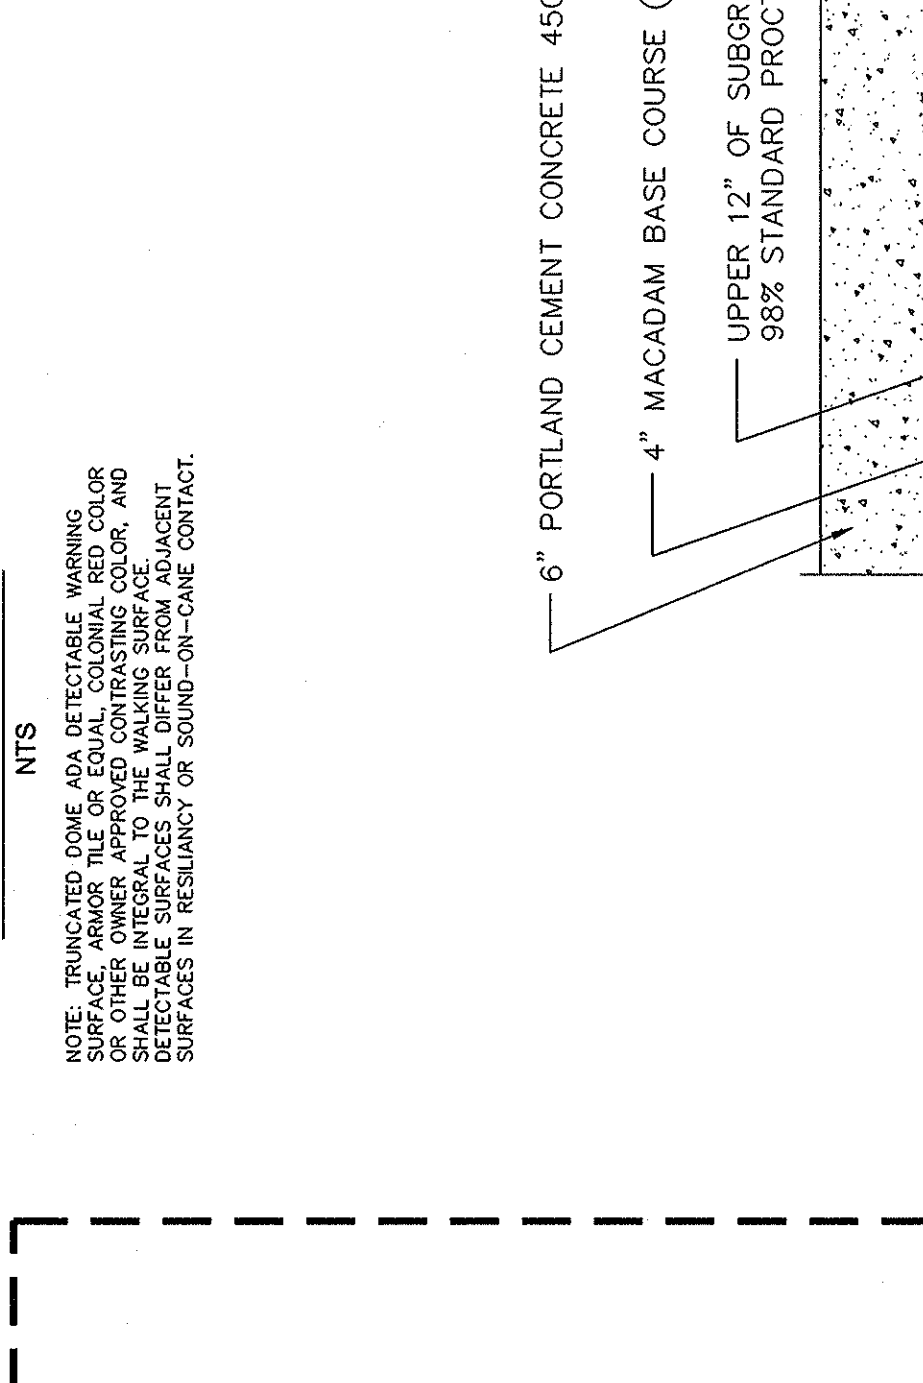 NTS
NOTE: TRUNCATED DOME ADA DETECTABLE WARNING
SURFACE, ARMOR TILE OR EQUAL, COLONIAL RED COLOR
OR OTHER OWNER APPROVED CONTRASTING COLOR, AND
SHALL BE INTEGRAL TO THE WALKING SURFACE.
DETECTABLE SURFACES SHALL DIFFER FROM ADJACENT
SURFACES IN RESILIANCY OR SOUND-ON-CANE CONTACT.
6" PORTLAND CEMENT CONCRETE
4" MACADAM BASE COURSE (
UPPER 12" OF
98% STANDARD